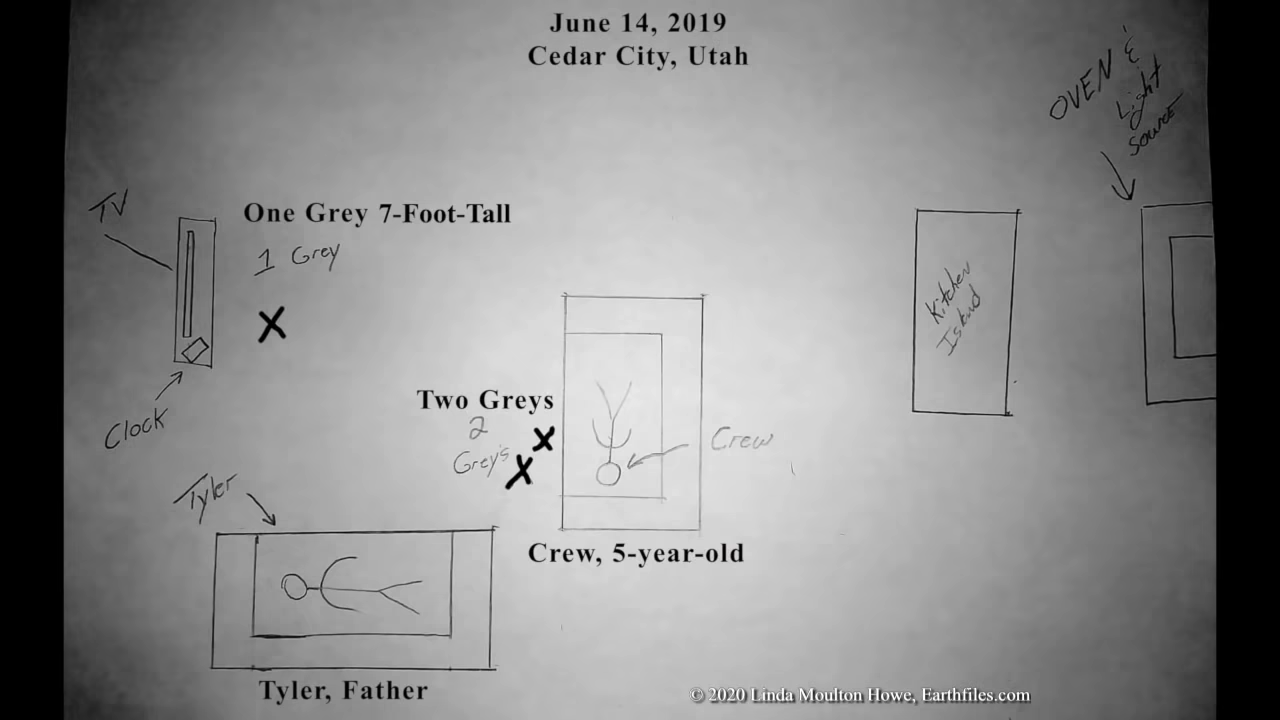 June 14, 2019
Cedar City, Utah
OVEN &
Light
Source
TV
One Grey 7-Foot-Tall
1 Grey
Kitchen
Island
Clock
Two Greys
2
Grey's
Crew
Tyler
Crew, 5-year-old
Tyler, Father
© 2020 Linda Moulton Howe, Earthfiles.com